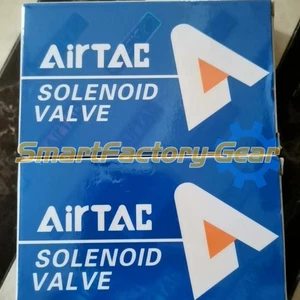 AirTAC
SOLENOID
VALVE
SmartFactory Gear
AirTAC
SOLENOID
VALVE